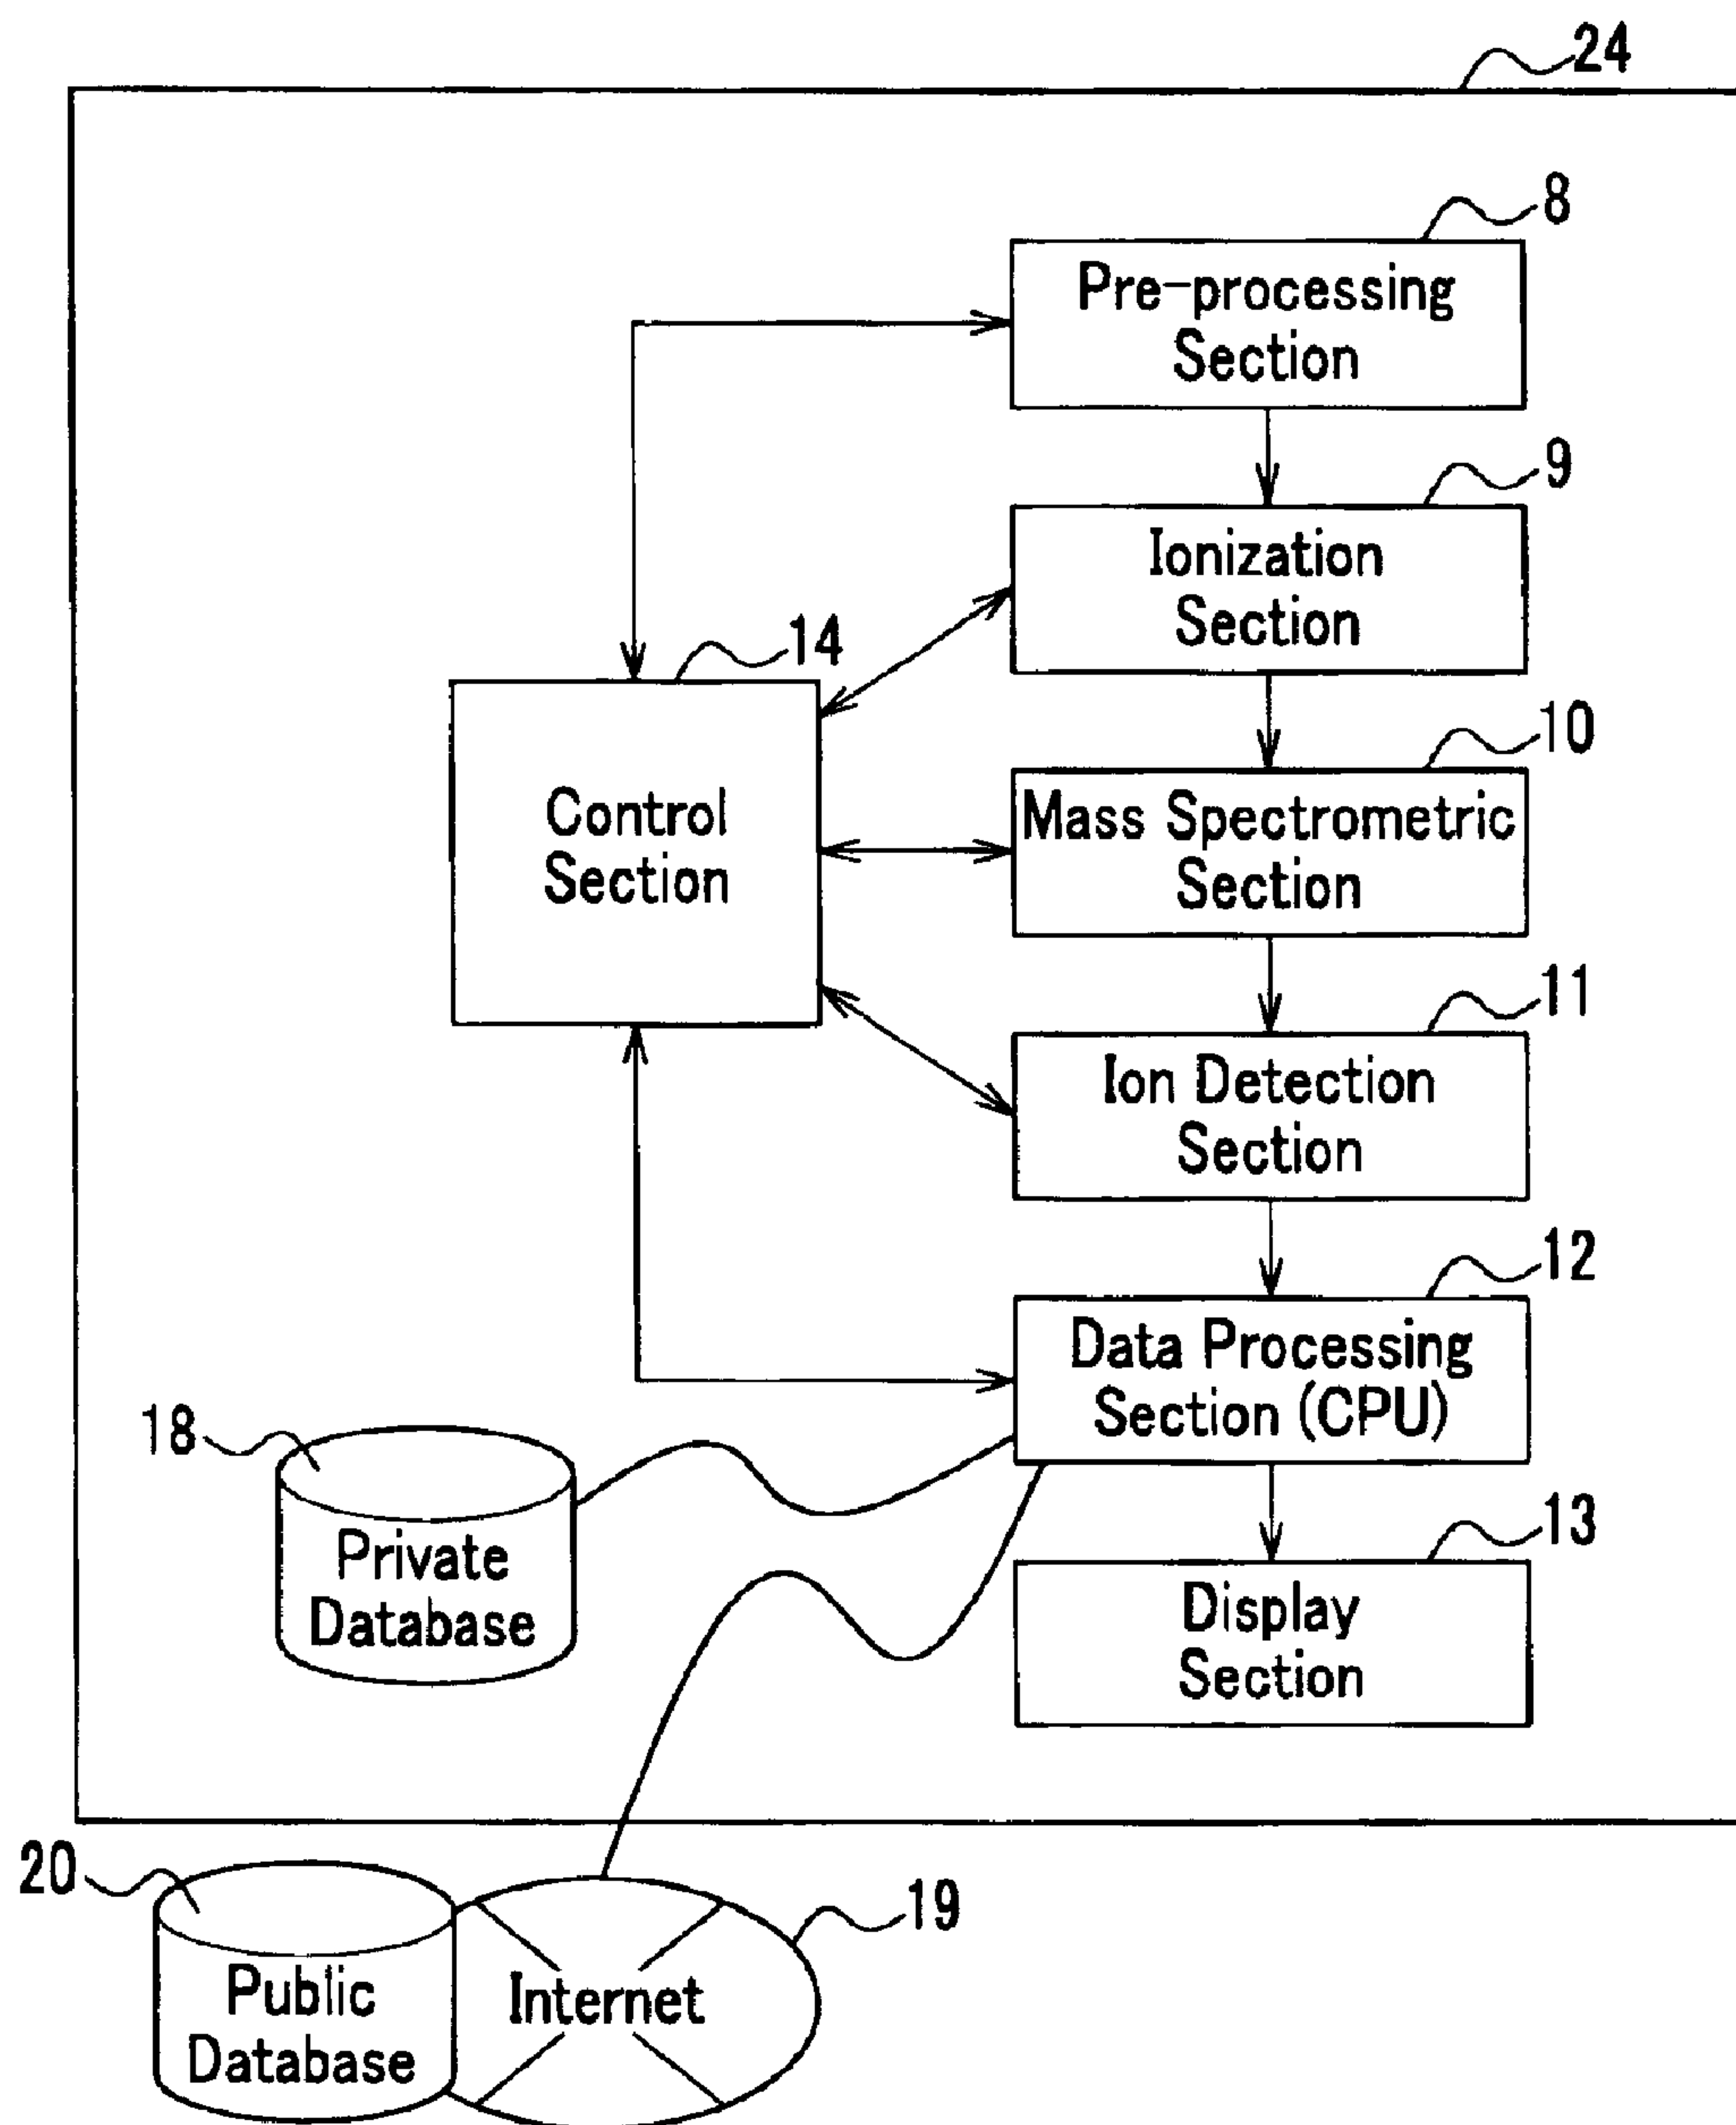 24
8
Pre-processing
Section
9
Ionization
Section
14
10
Control
Section
Mass Spectrometric
Section
11
Ion Detection
Section
12
Data Processing
Section (CPU)
18
Private
Database
13
Display
Section
20
19
Public
Database
Internet